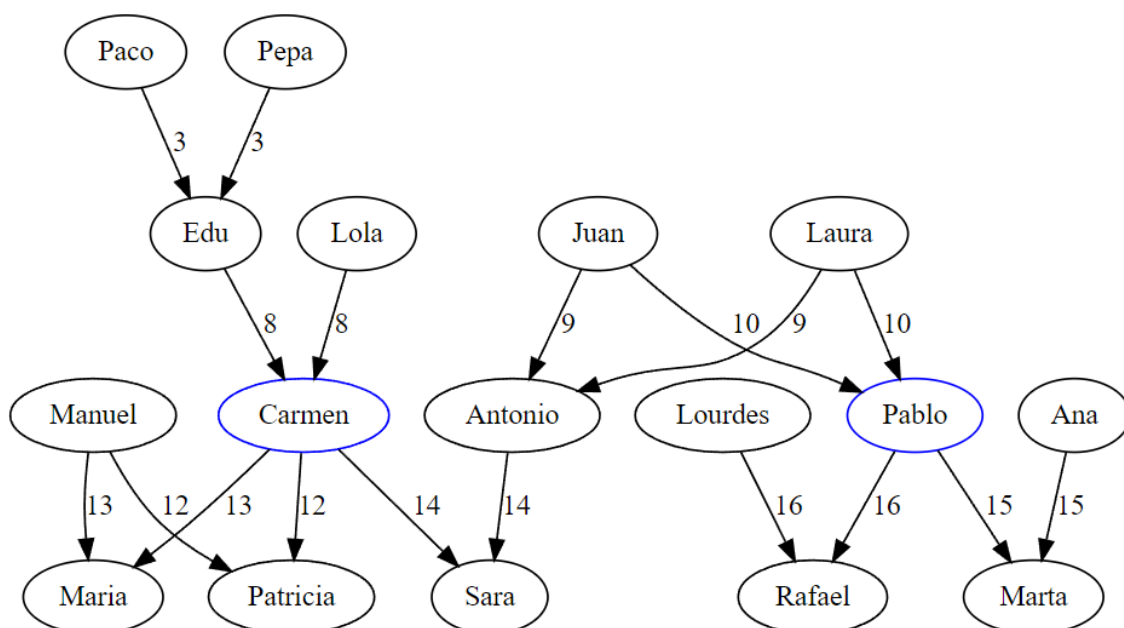 Paco Pepa
3 3
Edu Lola Juan Laura
8 8 9 10 9 10
Manuel Carmen Antonio Lourdes Pablo Ana
13 12 13 12 14 14 16 16 15 15
Maria Patricia Sara Rafael Marta